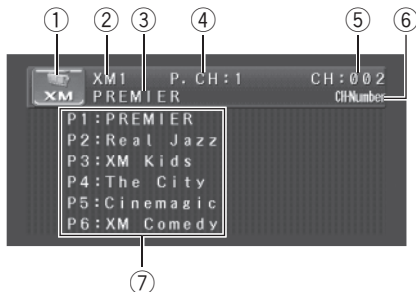 ① ② ③ ④ ⑤ ⑥
XM1 P.CH:1 CH:002
XM PREMIER CH-Number
P1:PREMIER
P2:Real Jazz
P3:XM Kids
P4:The City
P5:Cinemagic
P6:XM Comedy
⑦